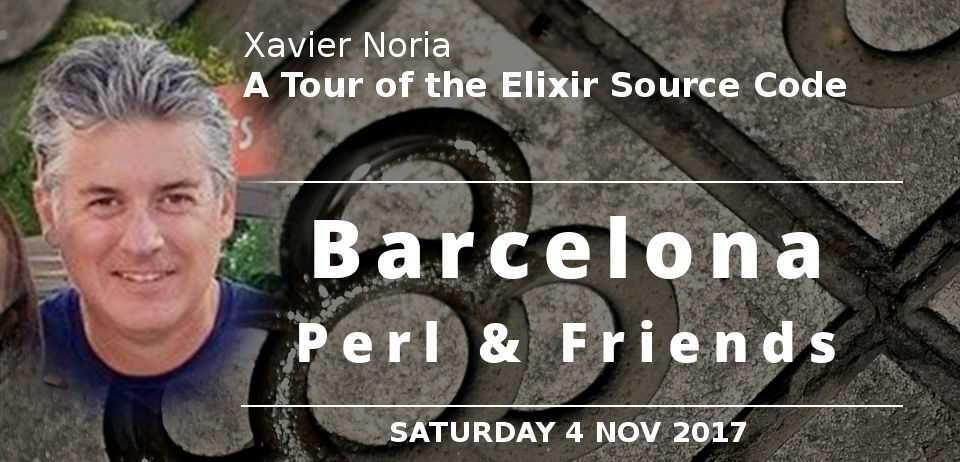 Xavier Noria
A Tour of the Elixir Source Code
Barcelona
Perl & Friends
SATURDAY 4 NOV 2017